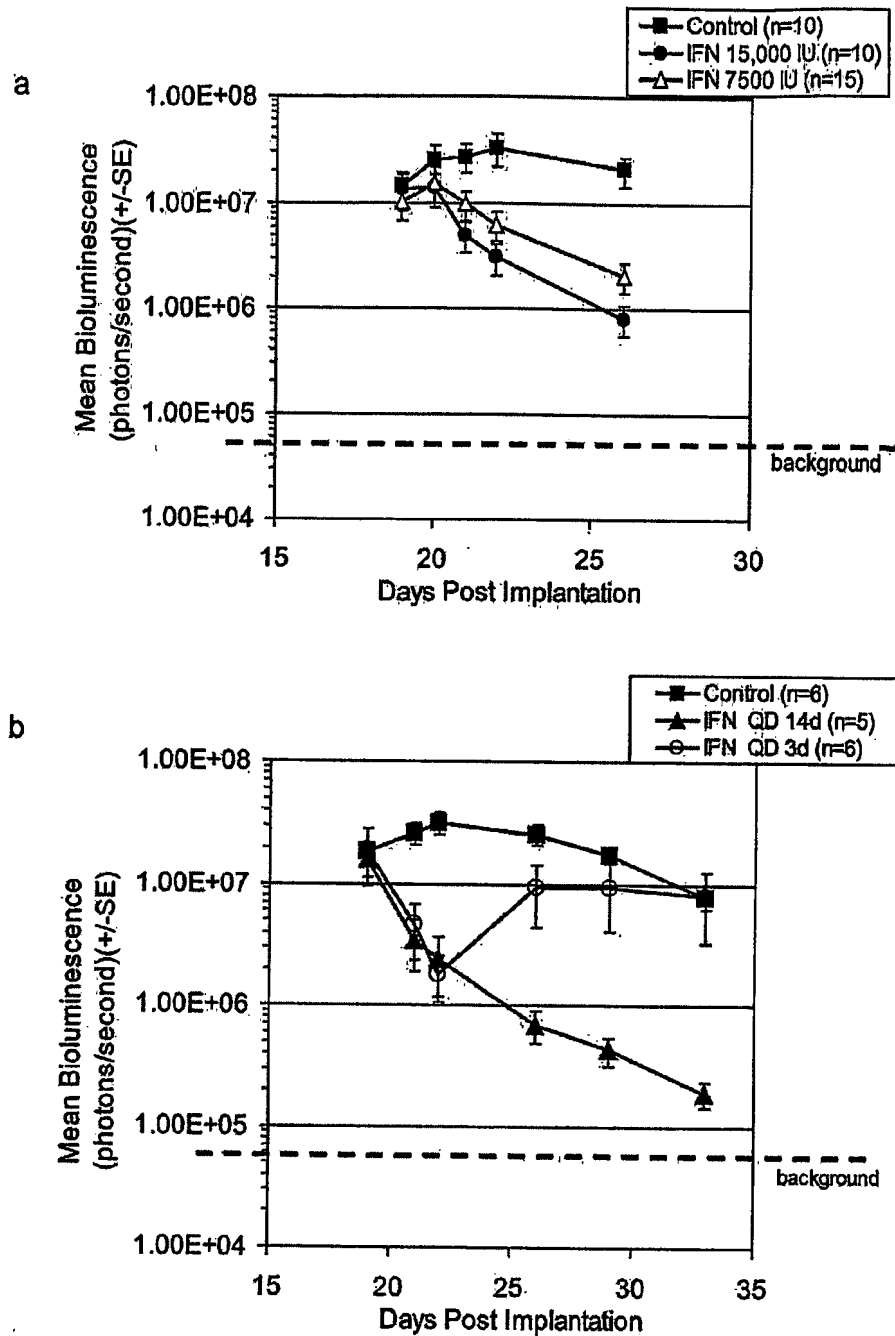 Control (n=10)
IFN 15,000 IU (n=10)
IFN 7500 IU (n=15)
a
1.00E+08
1.00E+07
1.00E+06
1.00E+05
1.00E+04
Mean Bioluminescence
(photons/second)(+/-SE)
background
15 20 25 30
Days Post Implantation
Control (n=6)
IFN QD 14d (n=5)
IFN QD 3d (n=6)
b
1.00E+08
1.00E+07
1.00E+06
1.00E+05
1.00E+04
Mean Bioluminescence
(photons/second)(+/-SE)
background
15 20 25 30 35
Days Post Implantation